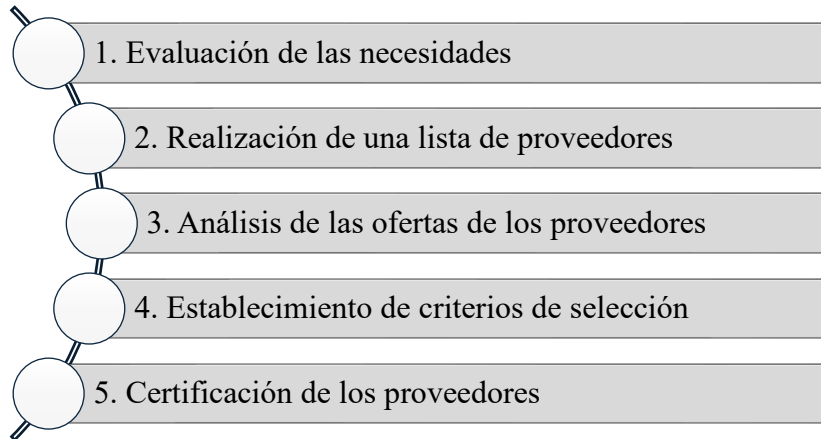 1. Evaluación de las necesidades
2. Realización de una lista de proveedores
3. Análisis de las ofertas de los proveedores
4. Establecimiento de criterios de selección
5. Certificación de los proveedores